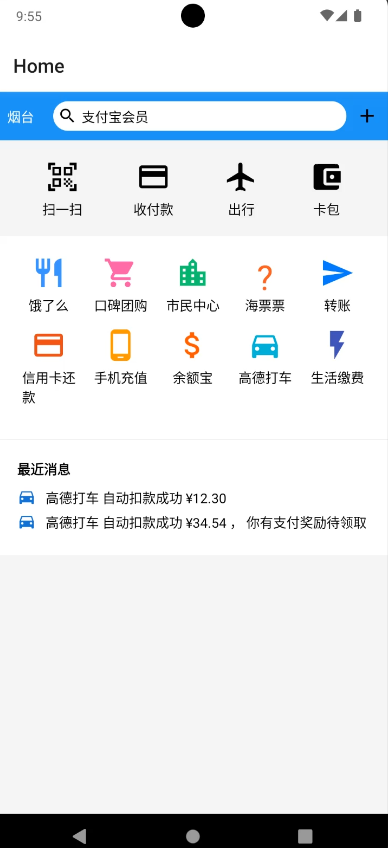 9:55
Home
烟台
支付宝会员
扫一扫
收付款
出行
卡包
饿了么
口碑团购
市民中心
海票票
转账
信用卡还
款
手机充值
余额宝
高德打车
生活缴费
最近消息
高德打车 自动扣款成功 ¥12.30
高德打车 自动扣款成功 ¥34.54 ， 你有支付奖励待领取